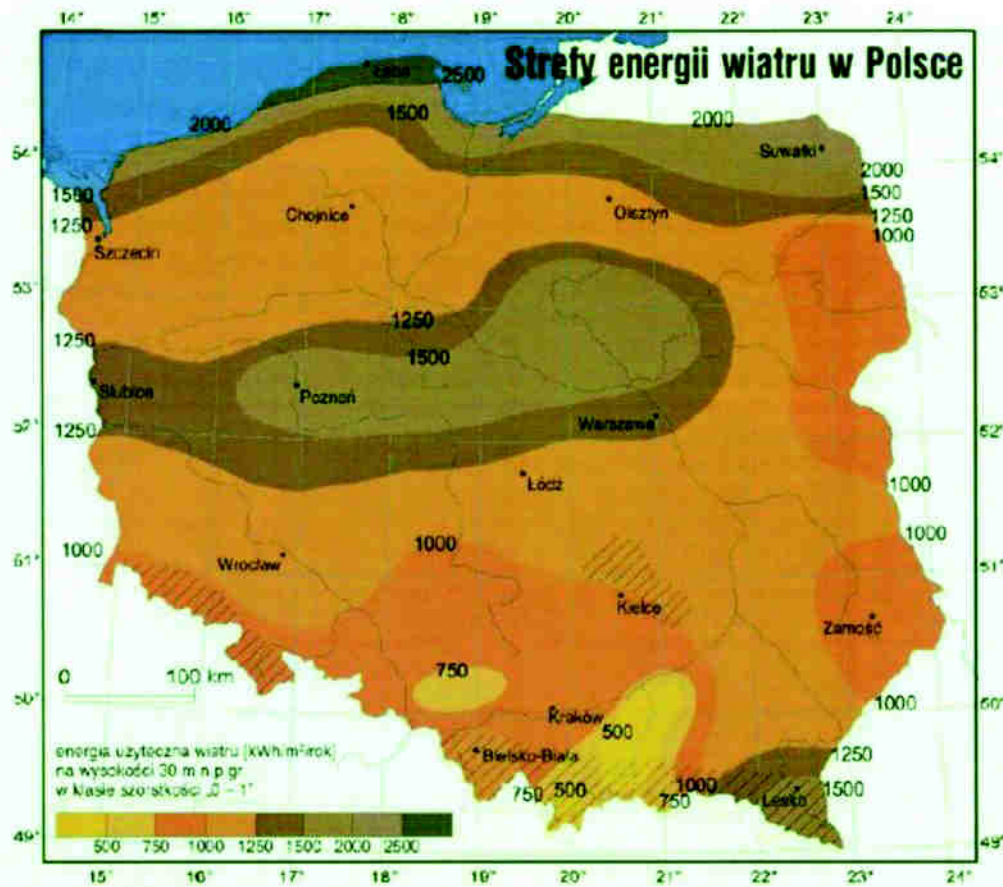 14° 15° 16° 17° 18° 19° 20° 21° 22° 23° 24°
Strefy energii wiatru w Polsce
Łeba
2500
2000
1500
2000
54°
Suwałki
54°
2000
1500
1500
Chojnice
Olsztyn
1250
1250
1000
Szczecin
53°
53°
1250
1250
1500
Słubice
Poznań
Warszawa
1250
52°
52°
Łódź
1000
1000
1000
1000
51°
Wrocław
51°
Kielce
Zamość
750
0 100 km
50°
1000
50°
Kraków
500
energia użyteczna wiatru [kWh/m²/rok]
na wysokości 30 m n.p.gr.
w klasie szorstkości „0 – 1”
Bielsko-Biała
1250
750
500
750
1000
Lesko
1500
500 750 1000 1250 1500 2000 2500
49°
49°
15° 16° 17° 18° 19° 20° 21° 22° 23° 24°